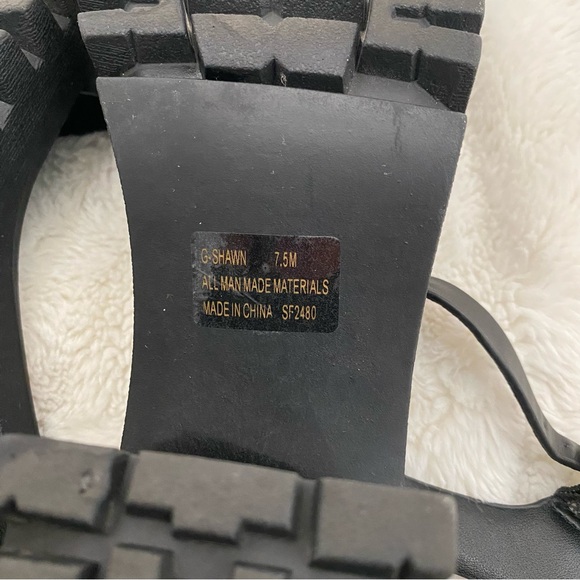 G-SHAWN 7.5M
ALL MAN MADE MATERIALS
MADE IN CHINA SF2480